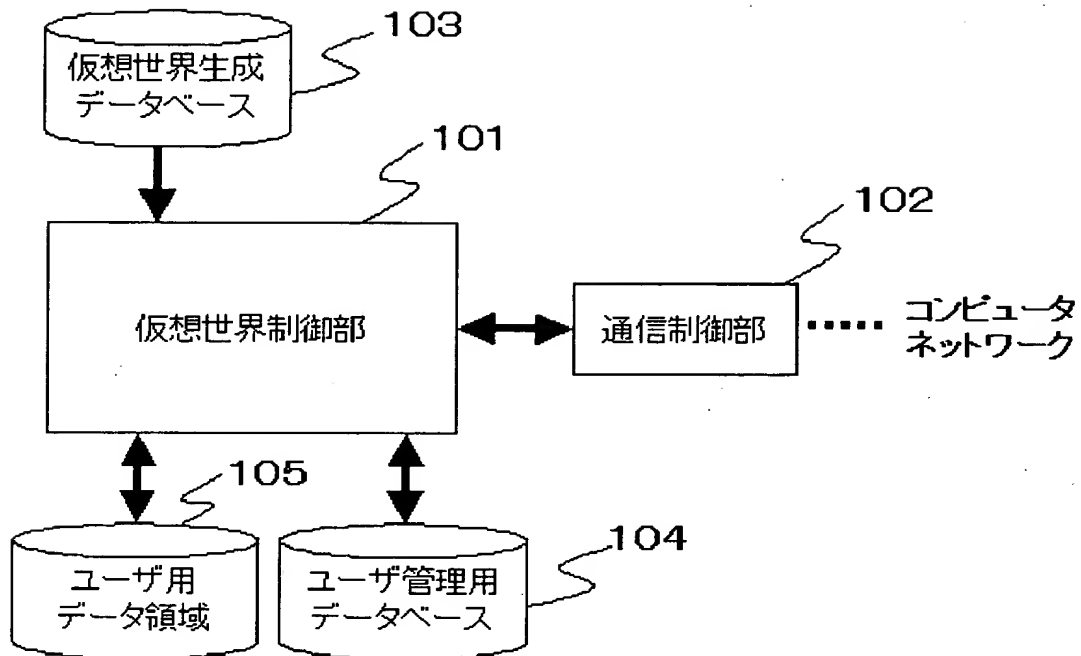 103
仮想世界生成
データベース
101
102
仮想世界制御部
通信制御部
コンピュータ
ネットワーク
105
104
ユーザ用
データ領域
ユーザ管理用
データベース